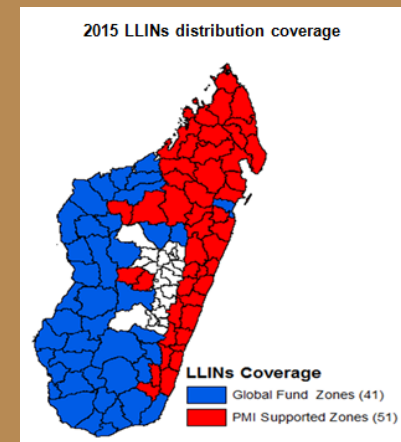 2015 LLINs distribution coverage
LLINs Coverage
Global Fund Zones (41)
PMI Supported Zones (51)